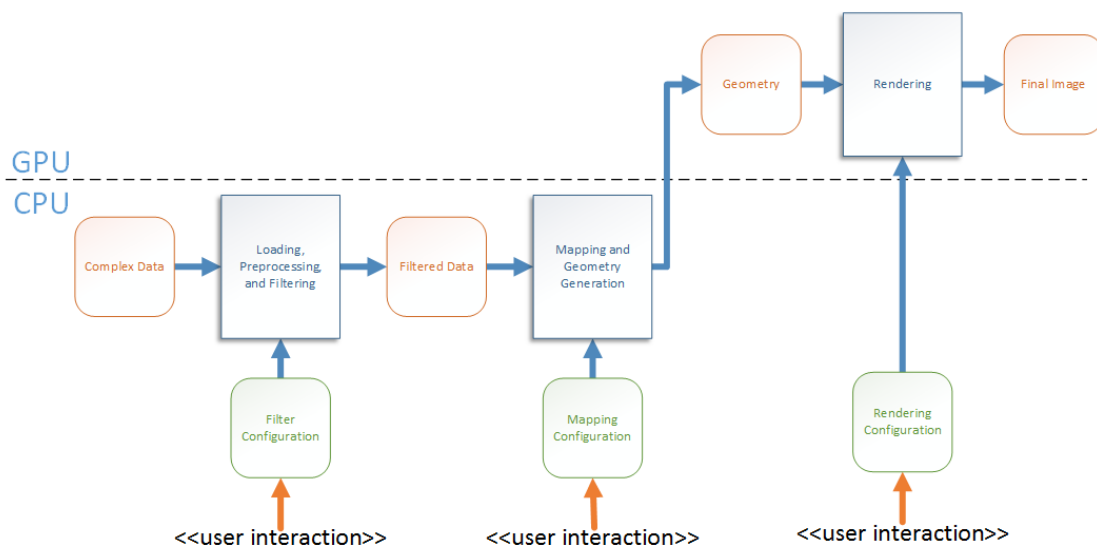 Geometry
Rendering
Final Image
GPU
CPU
Complex Data
Loading,
Preprocessing,
and Filtering
Filtered Data
Mapping and
Geometry
Generation
Filter
Configuration
Mapping
Configuration
Rendering
Configuration
<<user interaction>>
<<user interaction>>
<<user interaction>>